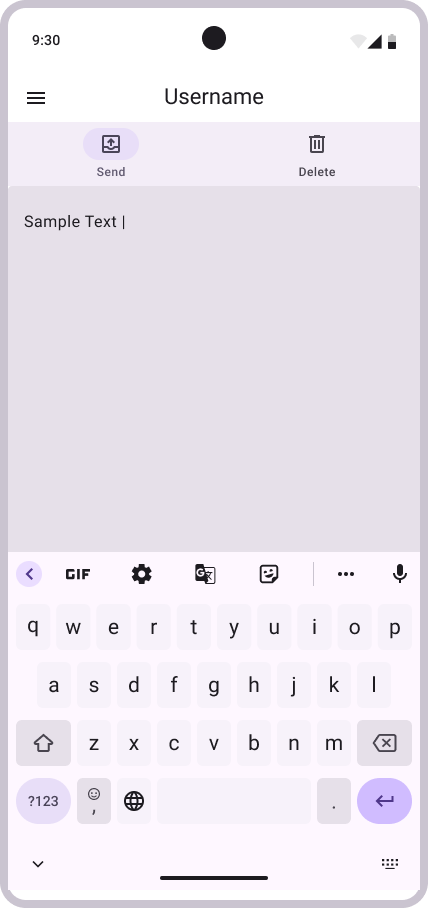 9:30
Username
Send Delete
Sample Text |
GIF G
q w e r t y u i o p
a s d f g h j k l
z x c v b n m
?123 , .